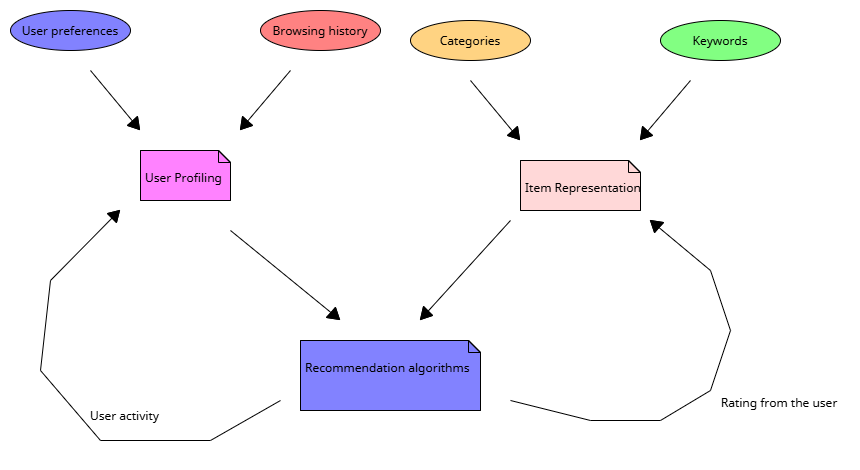 User preferences
Browsing history
Categories
Keywords
User Profiling
Item Representation
Recommendation algorithms
User activity
Rating from the user